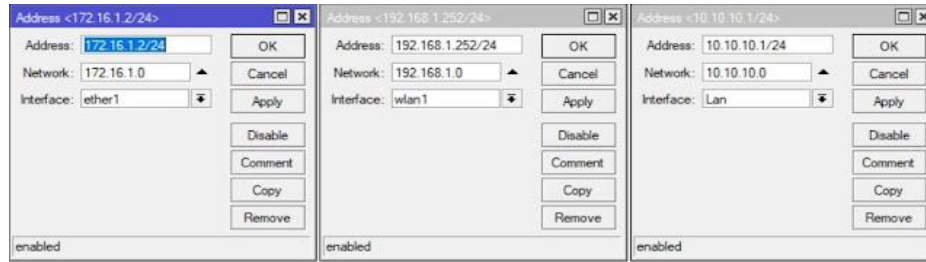 Address <172.16.1.2/24>
Address: 172.16.1.2/24
OK
Network: 172.16.1.0
Cancel
Interface: ether1
Apply
Disable
Comment
Copy
Remove
enabled
Address <192.168.1.252/24>
Address: 192.168.1.252/24
OK
Network: 192.168.1.0
Cancel
Interface: wlan1
Apply
Disable
Comment
Copy
Remove
enabled
Address <10.10.10.1/24>
Address: 10.10.10.1/24
OK
Network: 10.10.10.0
Cancel
Interface: Lan
Apply
Disable
Comment
Copy
Remove
enabled